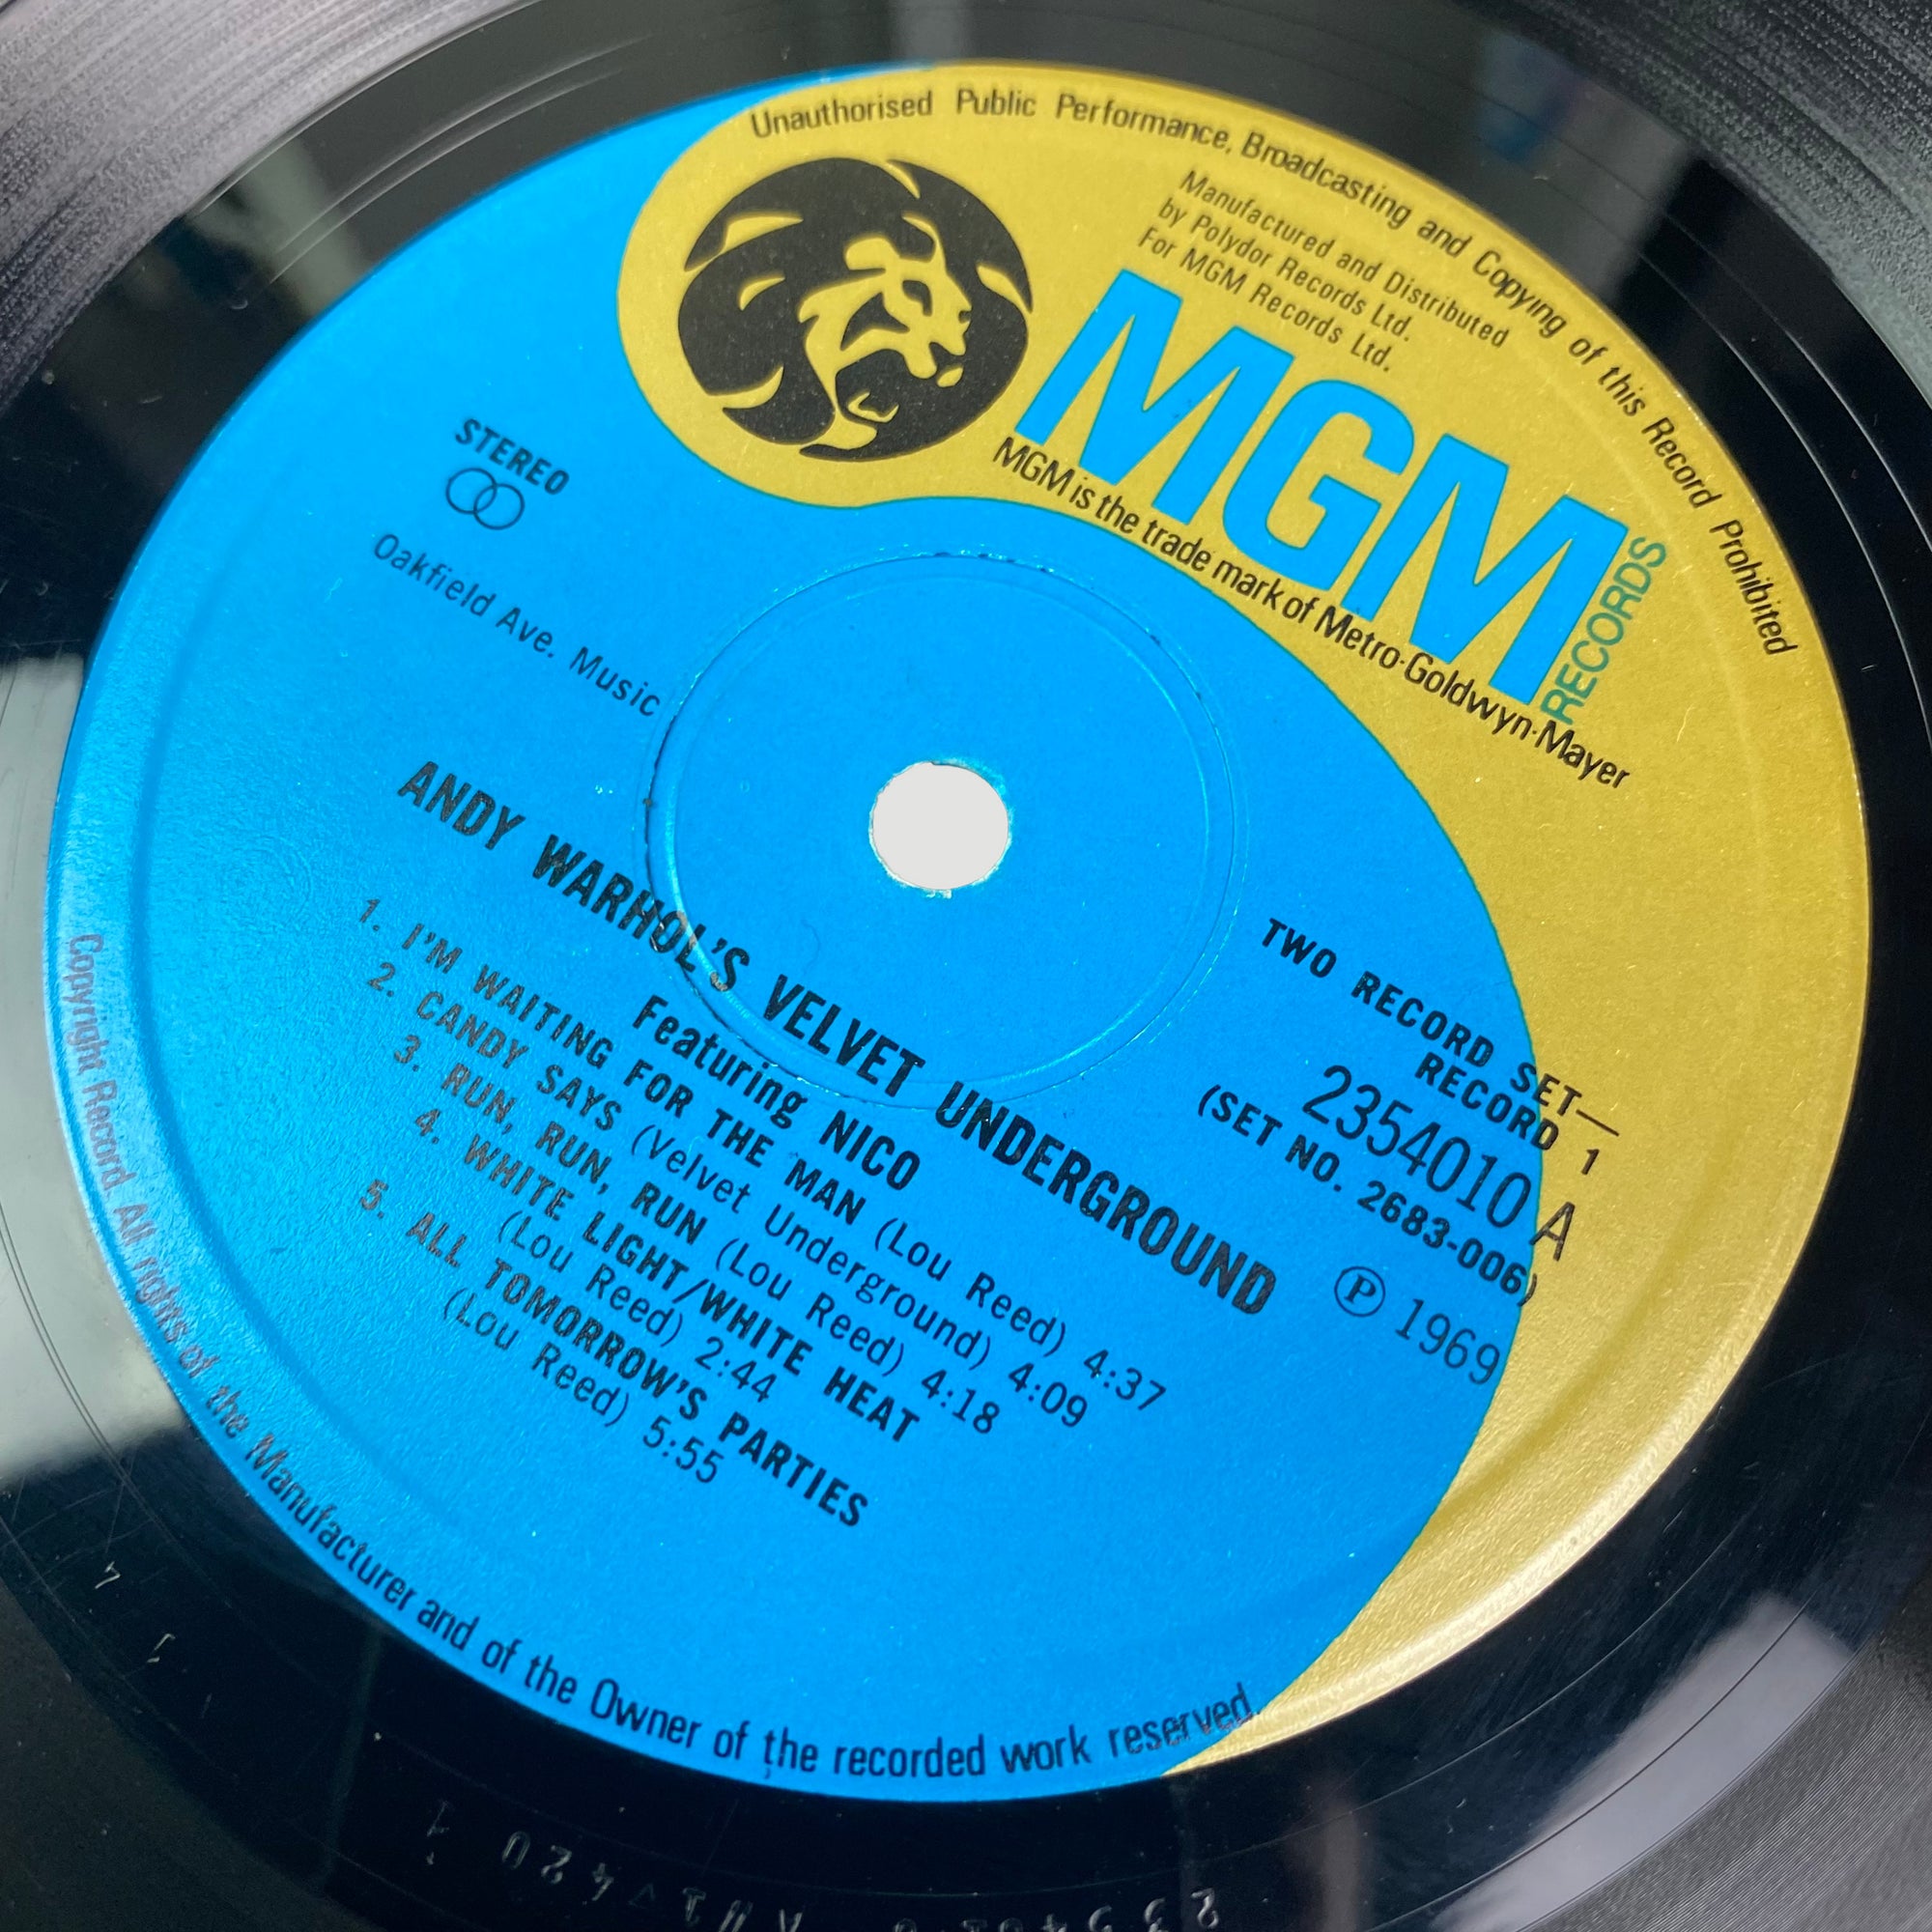 Unauthorised Public Performance, Broadcasting and Copying of this Record Prohibited
Manufactured and Distributed
by Polydor Records Ltd.
For MGM Records Ltd.
MGM
RECORDS
MGM is the trade mark of Metro-Goldwyn-Mayer
STEREO
Oakfield Ave. Music
TWO RECORD SET—
RECORD 1
2354010 A
(SET NO. 2683-006)
℗ 1969
ANDY WARHOL'S VELVET UNDERGROUND
Featuring NICO
1. I'M WAITING FOR THE MAN (Lou Reed) 4:37
2. CANDY SAYS (Velvet Underground) 4:09
3. RUN, RUN, RUN (Lou Reed) 4:18
4. WHITE LIGHT/WHITE HEAT
(Lou Reed) 2:44
5. ALL TOMORROW'S PARTIES
(Lou Reed) 5:55
Copyright Record. All rights of the Manufacturer and of the Owner of the recorded work reserved.